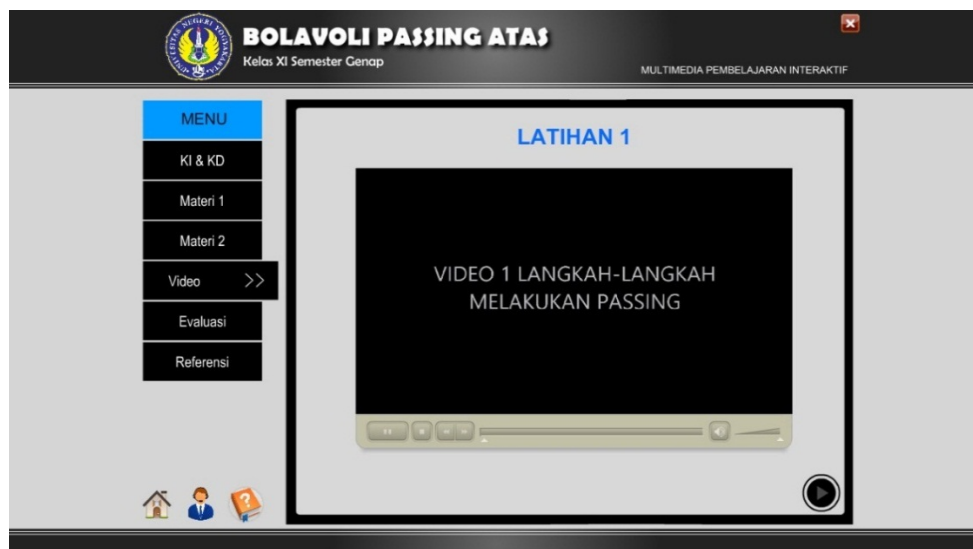 BOLAVOLI PASSING ATAS
Kelas XI Semester Genap
MULTIMEDIA PEMBELAJARAN INTERAKTIF
MENU
KI & KD
Materi 1
Materi 2
Video >>
Evaluasi
Referensi
LATIHAN 1
VIDEO 1 LANGKAH-LANGKAH
MELAKUKAN PASSING
?